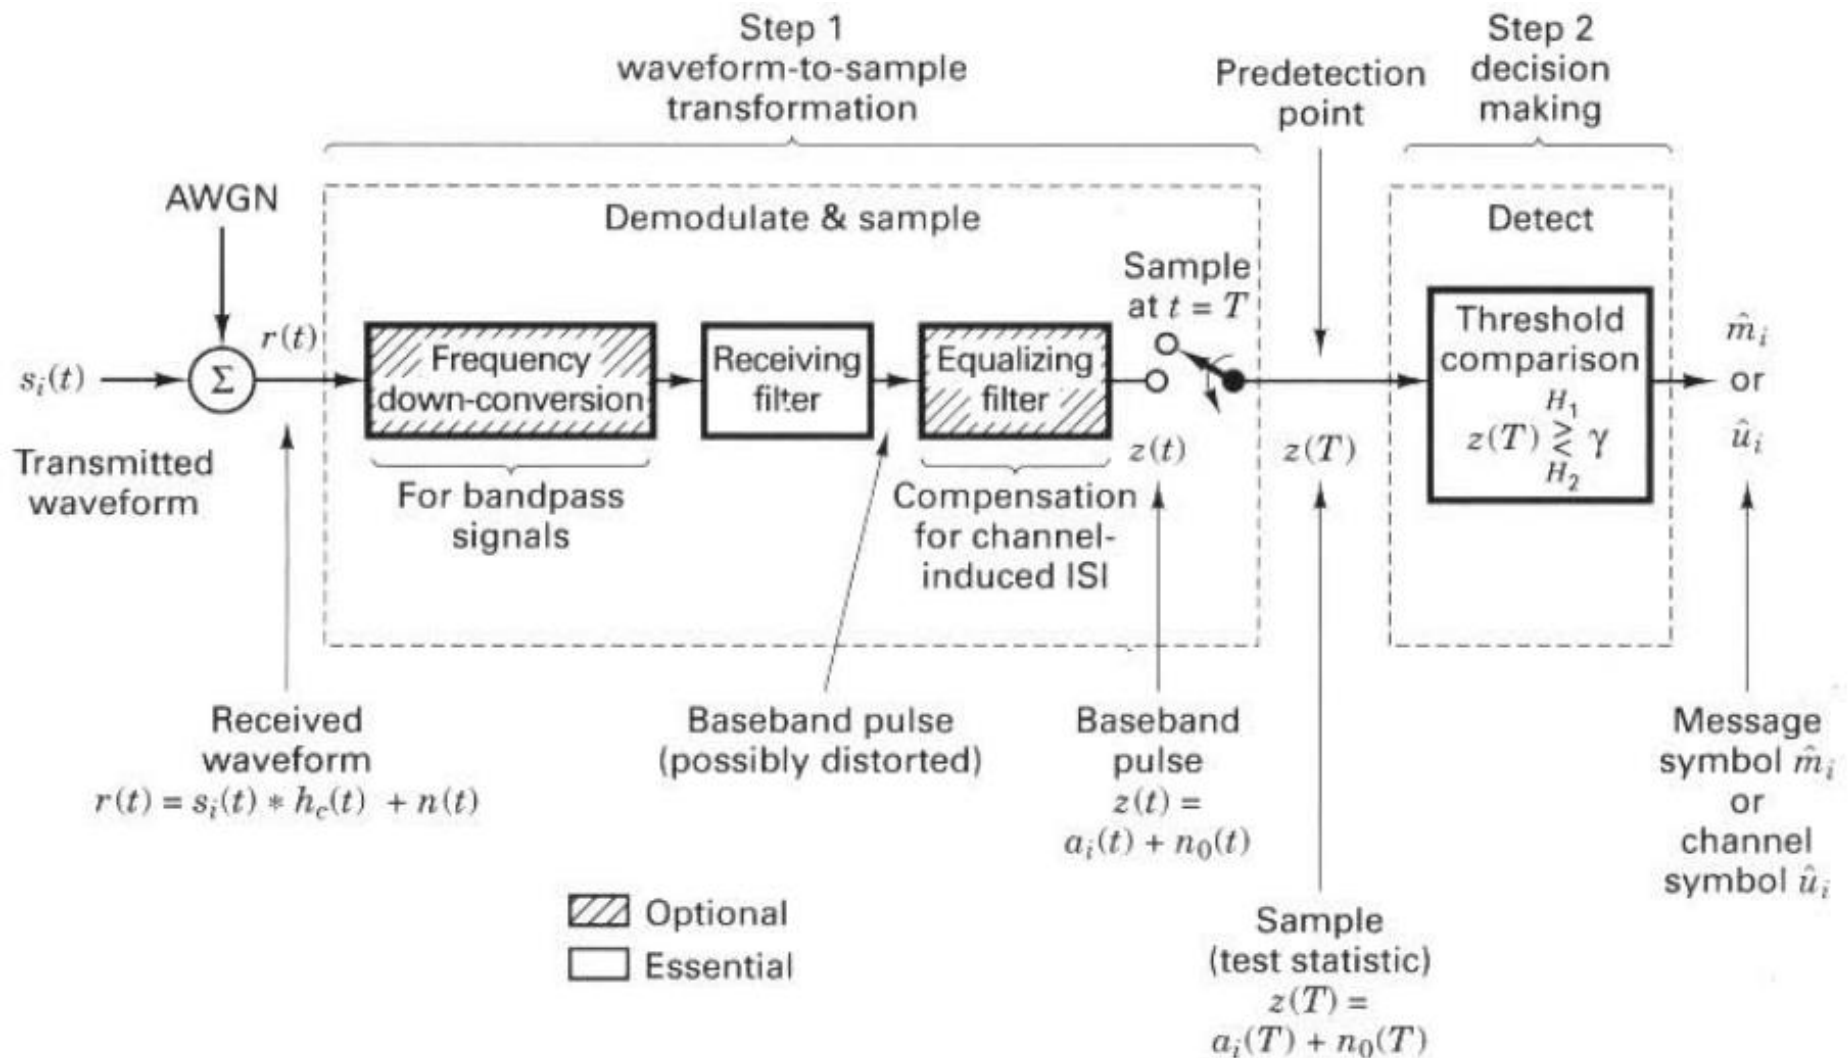 Step 1
waveform-to-sample
transformation
Predetection
point
Step 2
decision
making
AWGN
Demodulate & sample
Detect
Sample
at t = T
r(t)
s_i(t)
Σ
Frequency
down-conversion
Receiving
filter
Equalizing
filter
Threshold
comparison
H_1
z(T) ≷ γ
H_2
m̂_i
or
û_i
z(t)
z(T)
Transmitted
waveform
For bandpass
signals
Compensation
for channel-
induced ISI
Received
waveform
r(t) = s_i(t) * h_c(t) + n(t)
Baseband pulse
(possibly distorted)
Baseband
pulse
z(t) =
a_i(t) + n_0(t)
Message
symbol m̂_i
or
channel
symbol û_i
Optional
Essential
Sample
(test statistic)
z(T) =
a_i(T) + n_0(T)